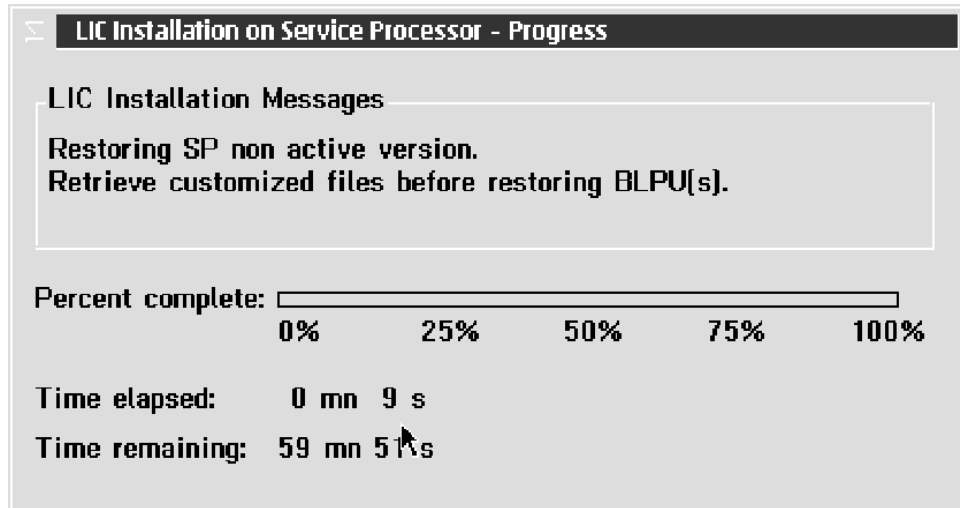 LIC Installation on Service Processor - Progress
LIC Installation Messages
Restoring SP non active version.
Retrieve customized files before restoring BLPU(s).
Percent complete:
0% 25% 50% 75% 100%
Time elapsed: 0 mn 9 s
Time remaining: 59 mn 51 s